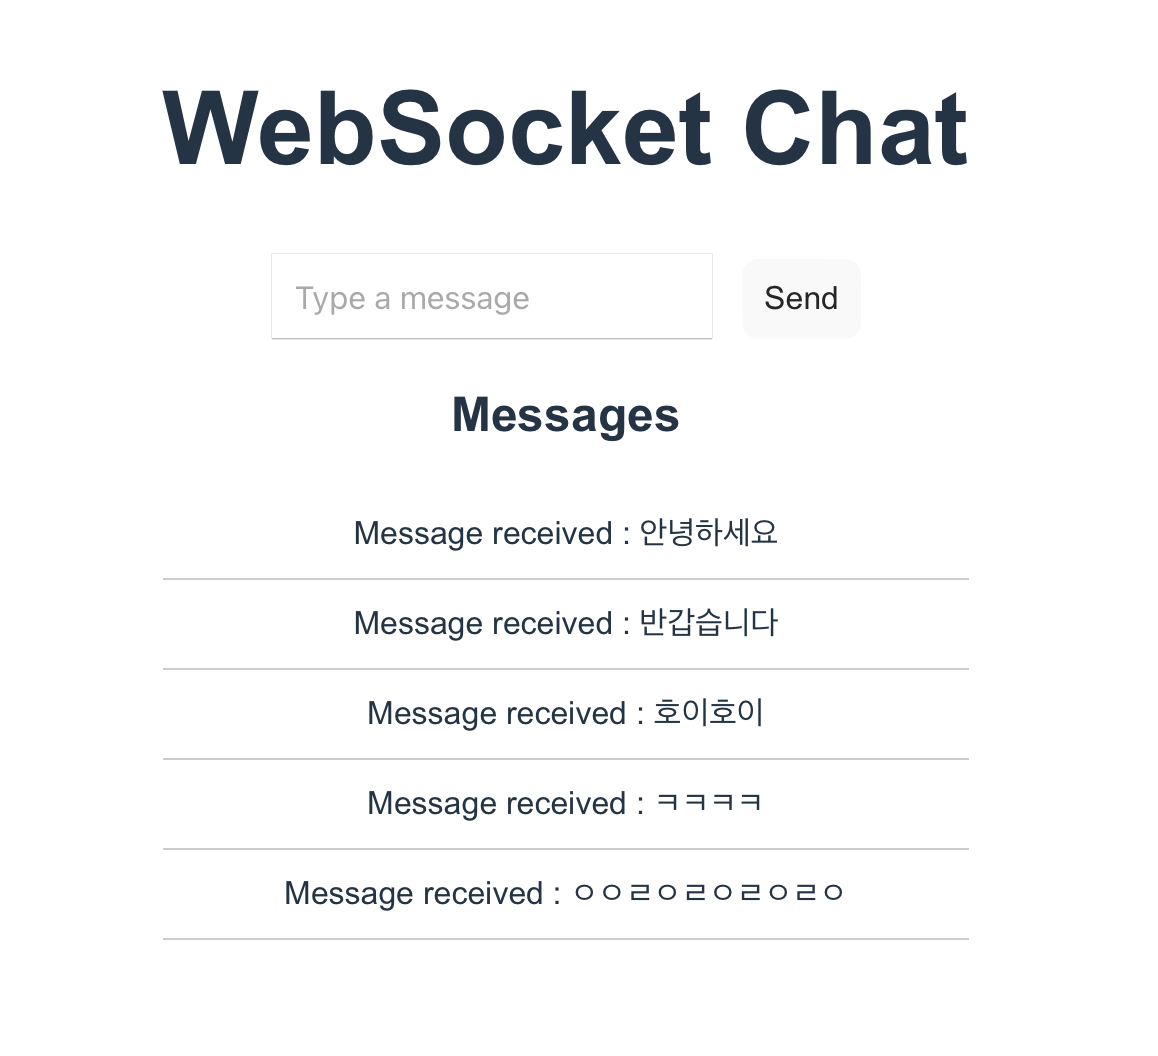 WebSocket Chat
Type a message
Send
Messages
Message received : 안녕하세요
Message received : 반갑습니다
Message received : 호이호이
Message received : ㅋㅋㅋㅋ
Message received : ㅇㅇㄹㅇㄹㅇㄹㅇㄹㅇ